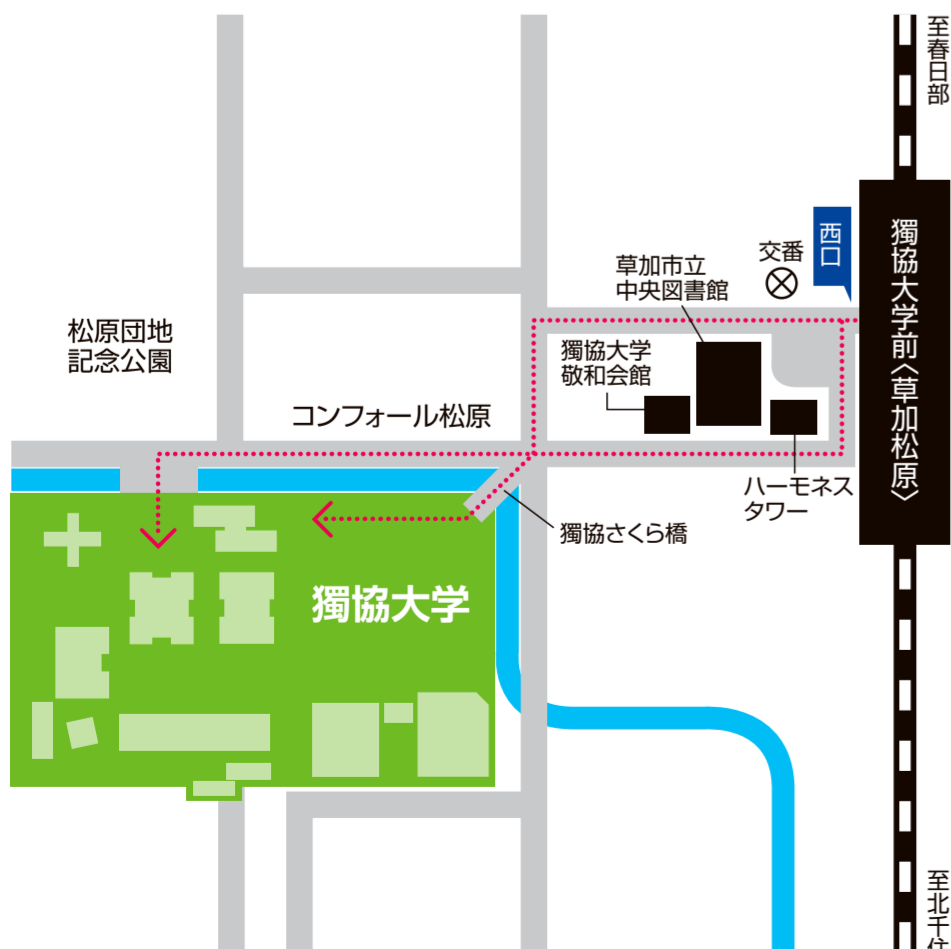 至春日部
西口
交番
獨協大学前〈草加松原〉
草加市立
中央図書館
獨協大学
敬和会館
松原団地
記念公園
コンフォール松原
ハーモネス
タワー
獨協さくら橋
獨協大学
至北千住